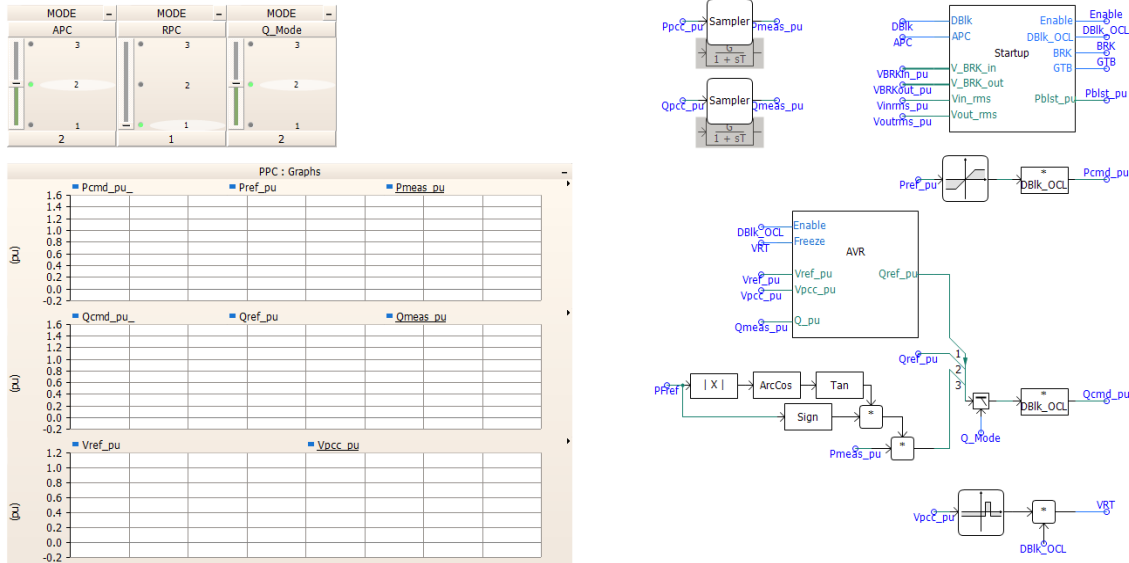 MODE
APC
3
2
1
2
MODE
RPC
3
2
1
1
MODE
Q_Mode
3
2
1
2
PPC : Graphs
Pcmd_pu_ Pref_pu Pmeas_pu
(pu)
1.6
1.4
1.2
1.0
0.8
0.6
0.4
0.2
0.0
-0.2
Qcmd_pu_ Qref_pu Qmeas_pu
(pu)
1.6
1.4
1.2
1.0
0.8
0.6
0.4
0.2
0.0
-0.2
Vref_pu Vpcc_pu
(pu)
1.2
1.0
0.8
0.6
0.4
0.2
0.0
-0.2
Ppcc_pu Sampler Pmeas_pu
G
1 + sT
Qpcc_pu Sampler Qmeas_pu
G
1 + sT
DBlk DBlk Enable Enable
APC APC DBlk_OCL DBlk_OCL
Startup BRK BRK
GTB GTB
VBRKin_pu V_BRK_in
VBRKout_pu V_BRK_out
Vinrms_pu Vin_rms Pblst_pu Pblst_pu
Voutrms_pu Vout_rms
Pref_pu * DBlk_OCL Pcmd_pu
DBlk_OCL Enable
VRT Freeze
AVR
Vref_pu Vref_pu Qref_pu
Vpcc_pu Vpcc_pu
Qmeas_pu Q_pu
Qref_pu 1
2
3
PFref | X | ArcCos Tan
Sign * *
Pmeas_pu
Q_Mode
* DBlk_OCL Qcmd_pu
Vpcc_pu * VRT
DBlk_OCL